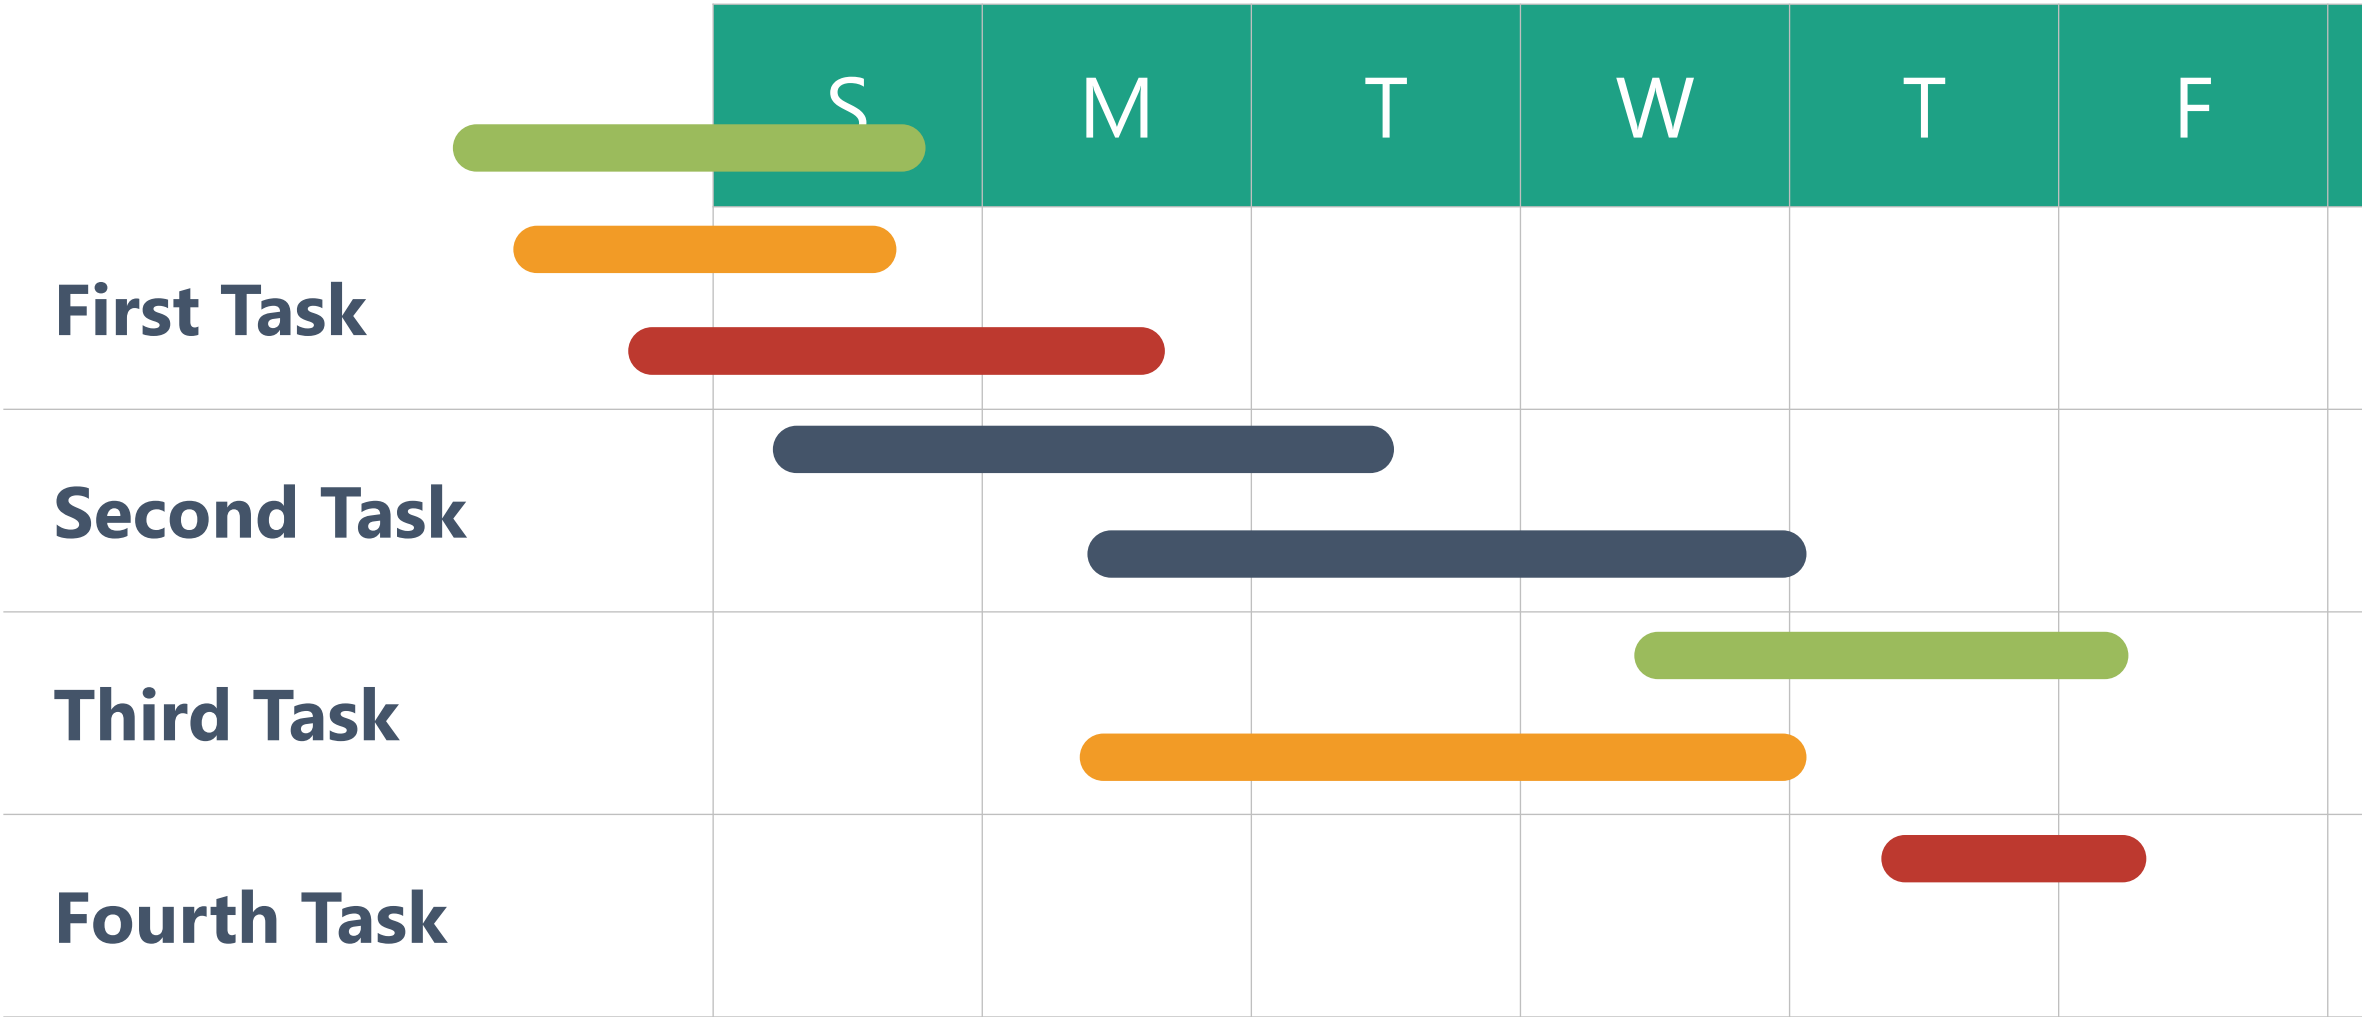 S M T W T F
First Task
Second Task
Third Task
Fourth Task